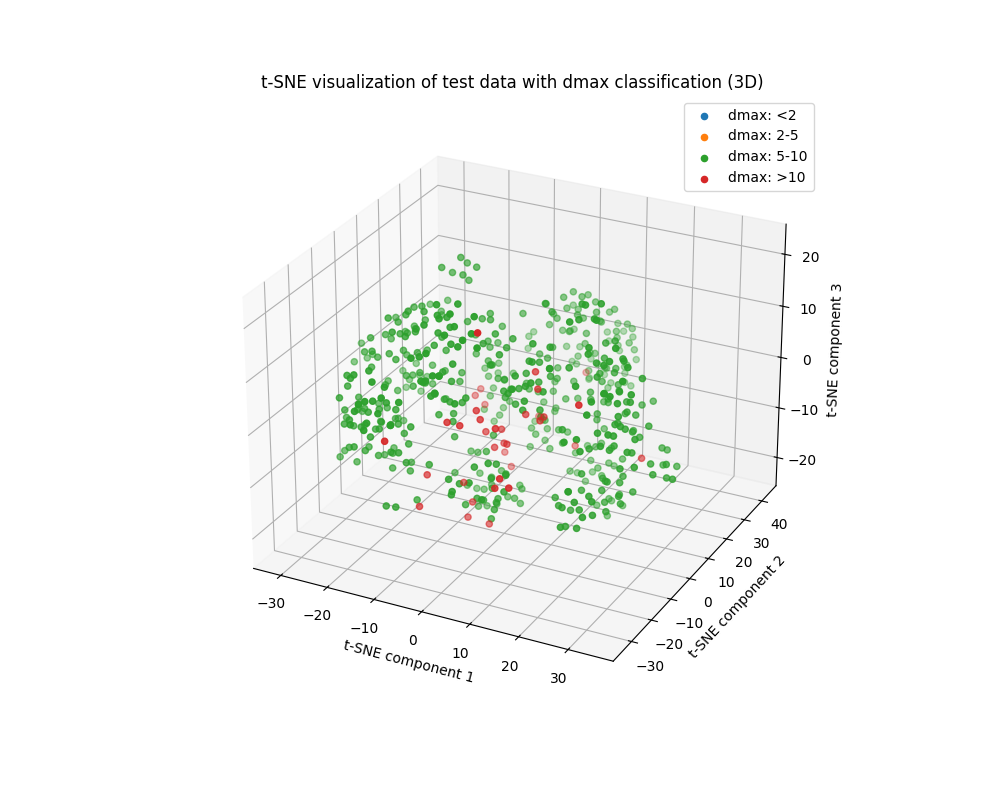 t-SNE visualization of test data with dmax classification (3D)
dmax: <2
dmax: 2-5
dmax: 5-10
dmax: >10
20
10
0
−10
−20
t-SNE component 3
40
30
20
10
0
−10
−20
−30
t-SNE component 2
−30
−20
−10
0
10
20
30
t-SNE component 1